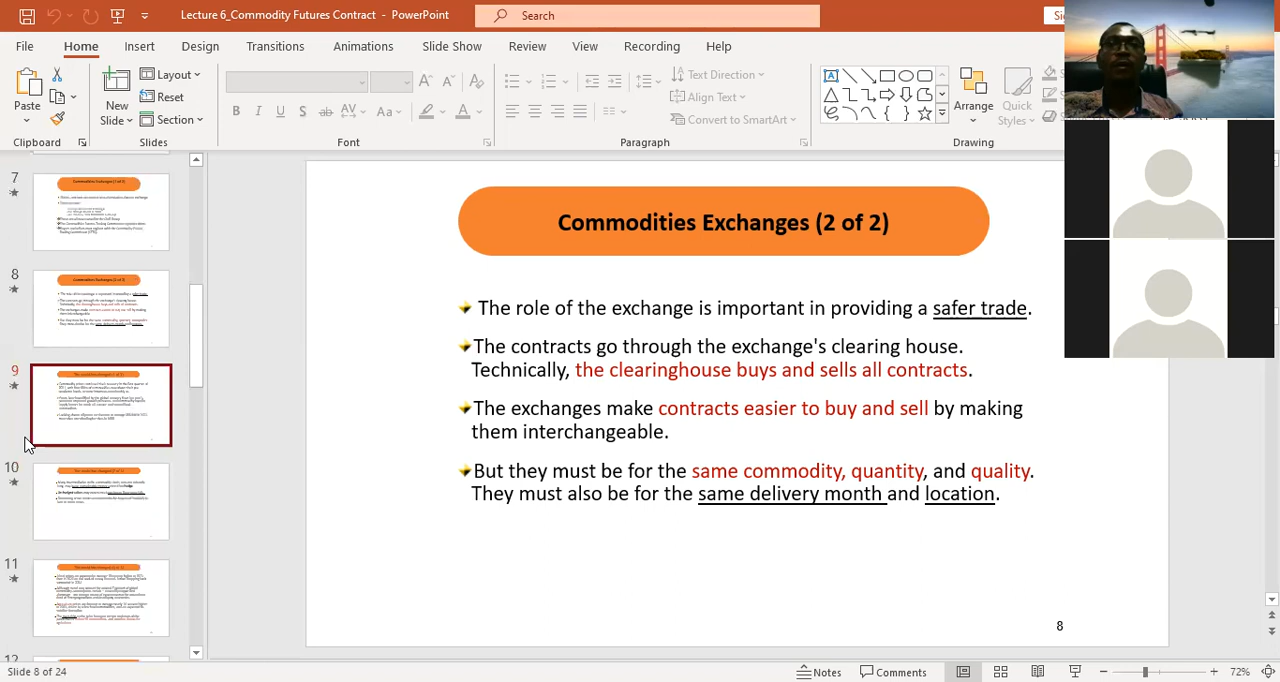 Lecture 6_Commodity Futures Contract - PowerPoint
Search
File Home Insert Design Transitions Animations Slide Show Review View Recording Help
Paste
Clipboard
New Slide
Layout
Reset
Section
Slides
Font
Text Direction
Align Text
Convert to SmartArt
Paragraph
Arrange
Quick Styles
Drawing
7
8
9
10
11
12
Commodities Exchanges (2 of 2)
The role of the exchange is important in providing a safer trade.
The contracts go through the exchange's clearing house.
Technically, the clearinghouse buys and sells all contracts.
The exchanges make contracts easier to buy and sell by making
them interchangeable.
But they must be for the same commodity, quantity, and quality.
They must also be for the same delivery month and location.
8
Slide 8 of 24
Notes
Comments
72%